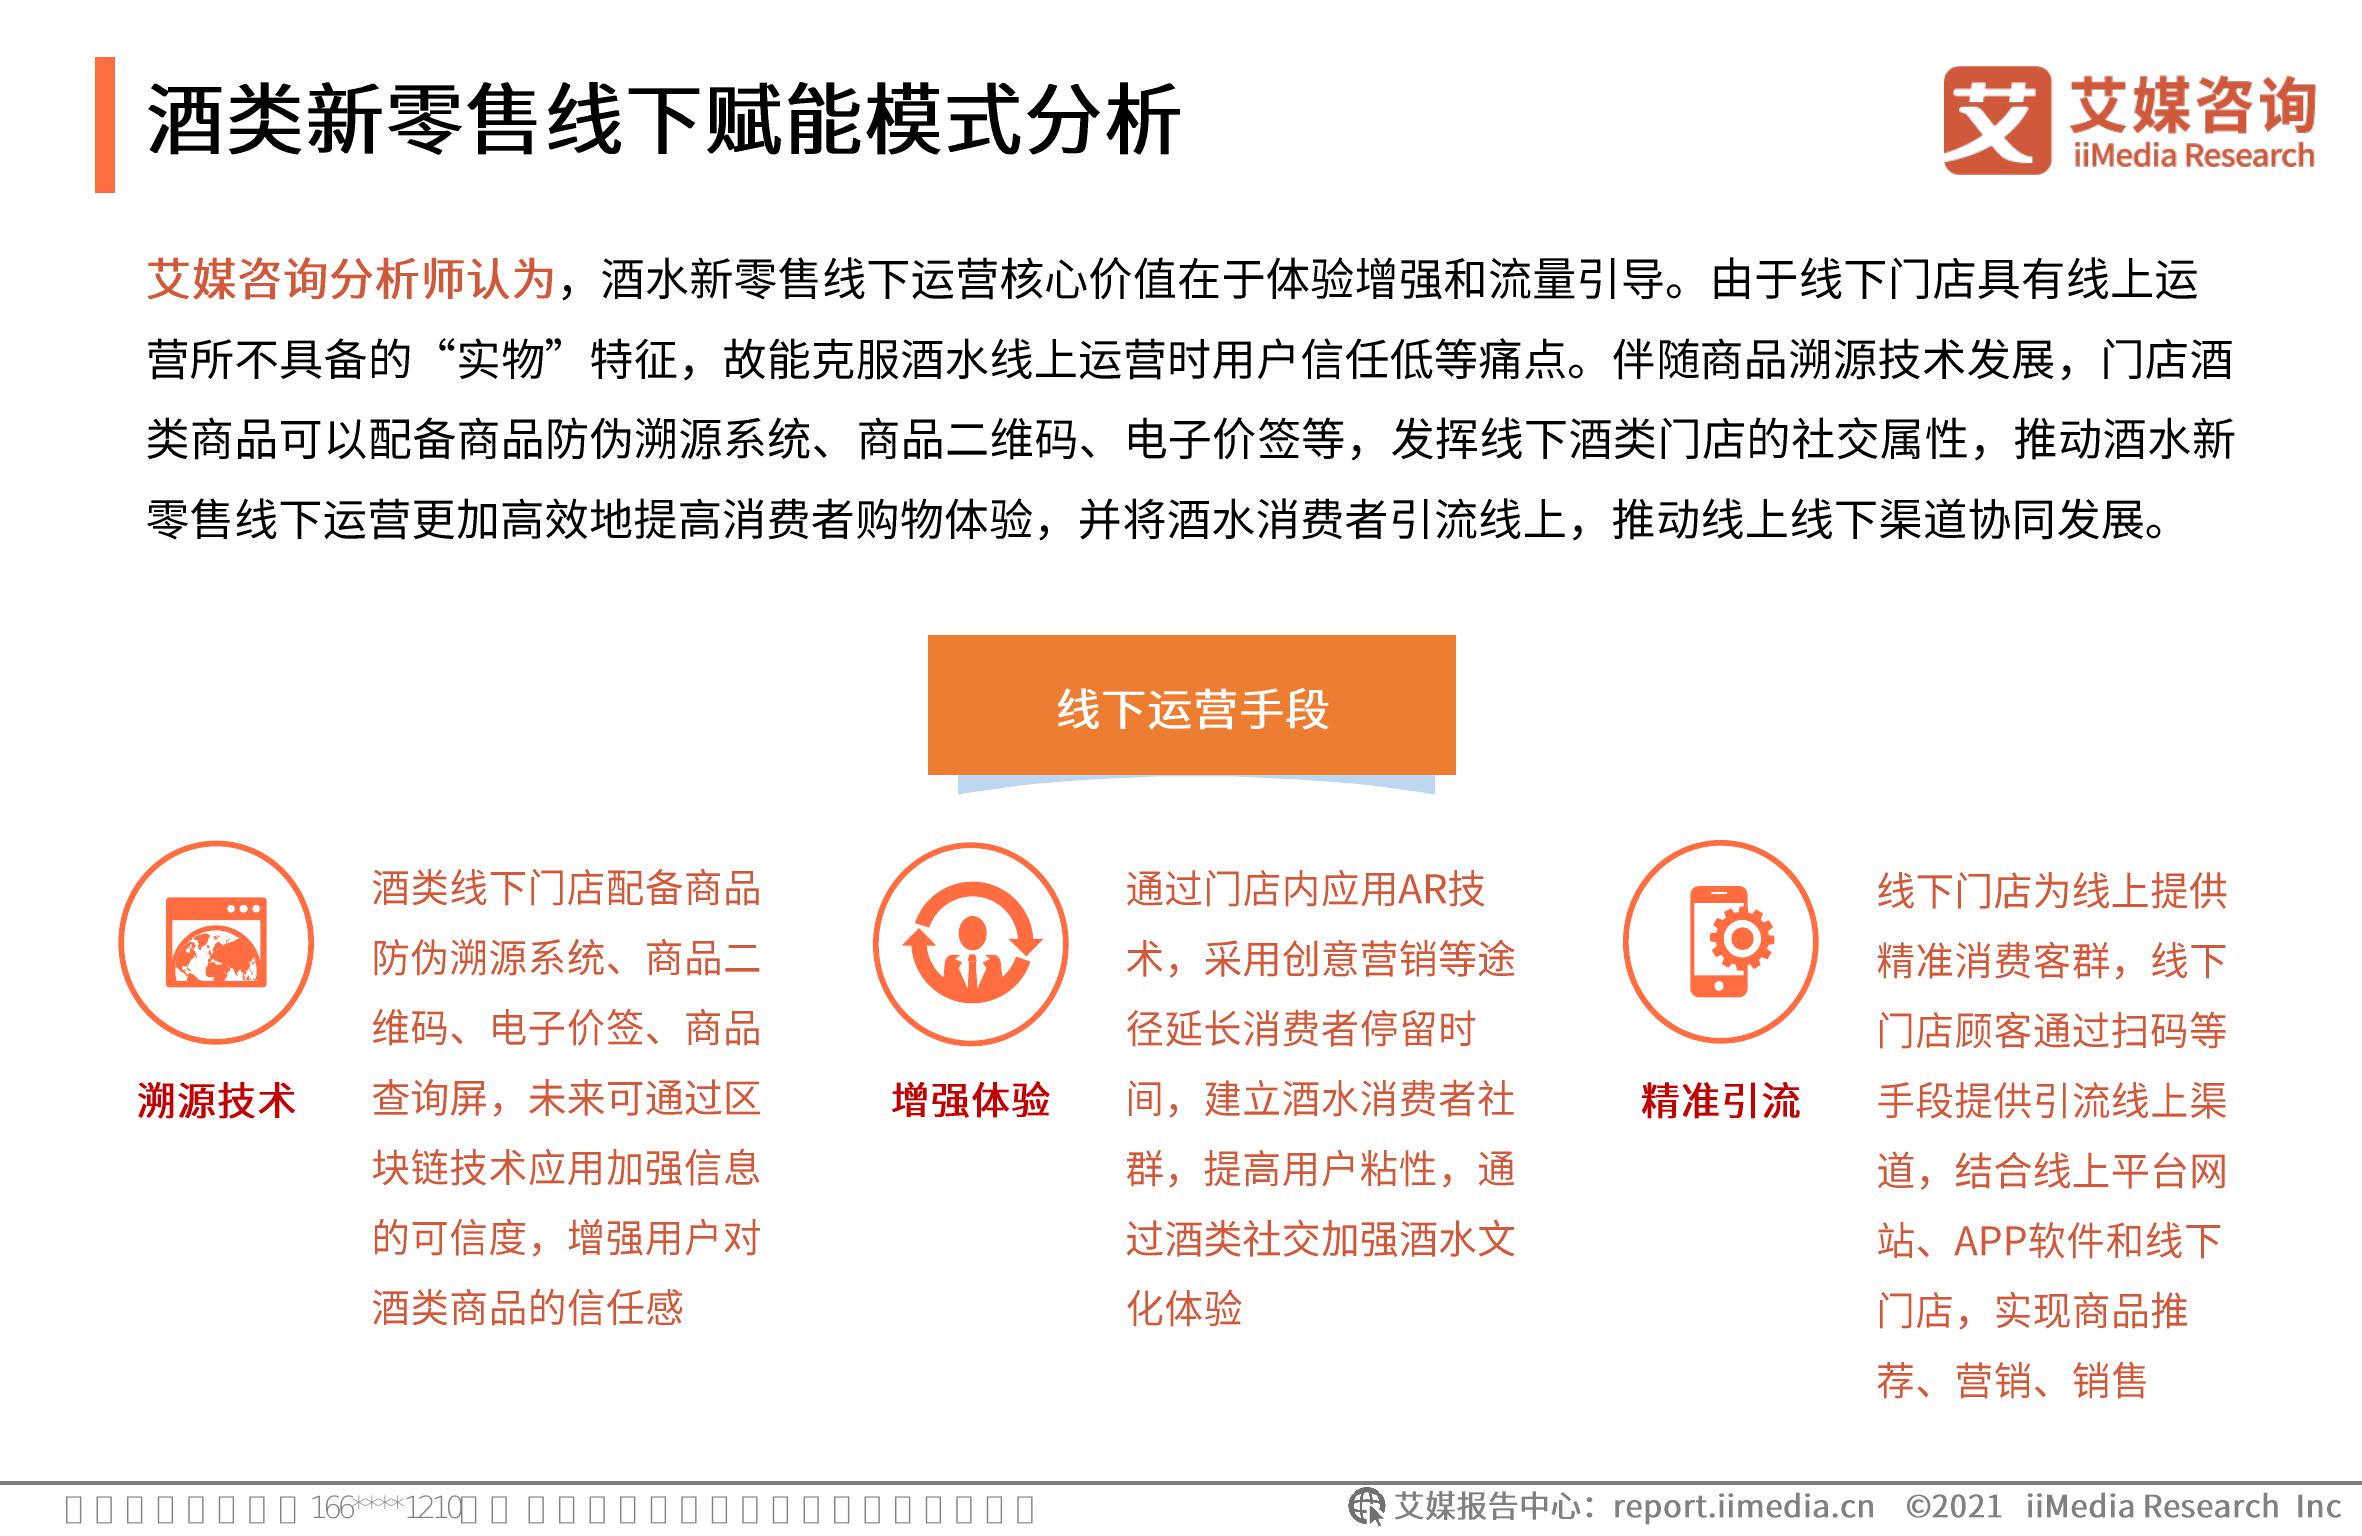 酒类新零售线下赋能模式分析
艾
艾媒咨询
iiMedia Research
艾媒咨询分析师认为，酒水新零售线下运营核心价值在于体验增强和流量引导。由于线下门店具有线上运
营所不具备的“实物”特征，故能克服酒水线上运营时用户信任低等痛点。伴随商品溯源技术发展，门店酒
类商品可以配备商品防伪溯源系统、商品二维码、电子价签等，发挥线下酒类门店的社交属性，推动酒水新
零售线下运营更加高效地提高消费者购物体验，并将酒水消费者引流线上，推动线上线下渠道协同发展。
线下运营手段
溯源技术
酒类线下门店配备商品
防伪溯源系统、商品二
维码、电子价签、商品
查询屏，未来可通过区
块链技术应用加强信息
的可信度，增强用户对
酒类商品的信任感
增强体验
通过门店内应用AR技
术，采用创意营销等途
径延长消费者停留时
间，建立酒水消费者社
群，提高用户粘性，通
过酒类社交加强酒水文
化体验
精准引流
线下门店为线上提供
精准消费客群，线下
门店顾客通过扫码等
手段提供引流线上渠
道，结合线上平台网
站、APP软件和线下
门店，实现商品推
荐、营销、销售
166****1210
艾媒报告中心：report.iimedia.cn ©2021 iiMedia Research Inc